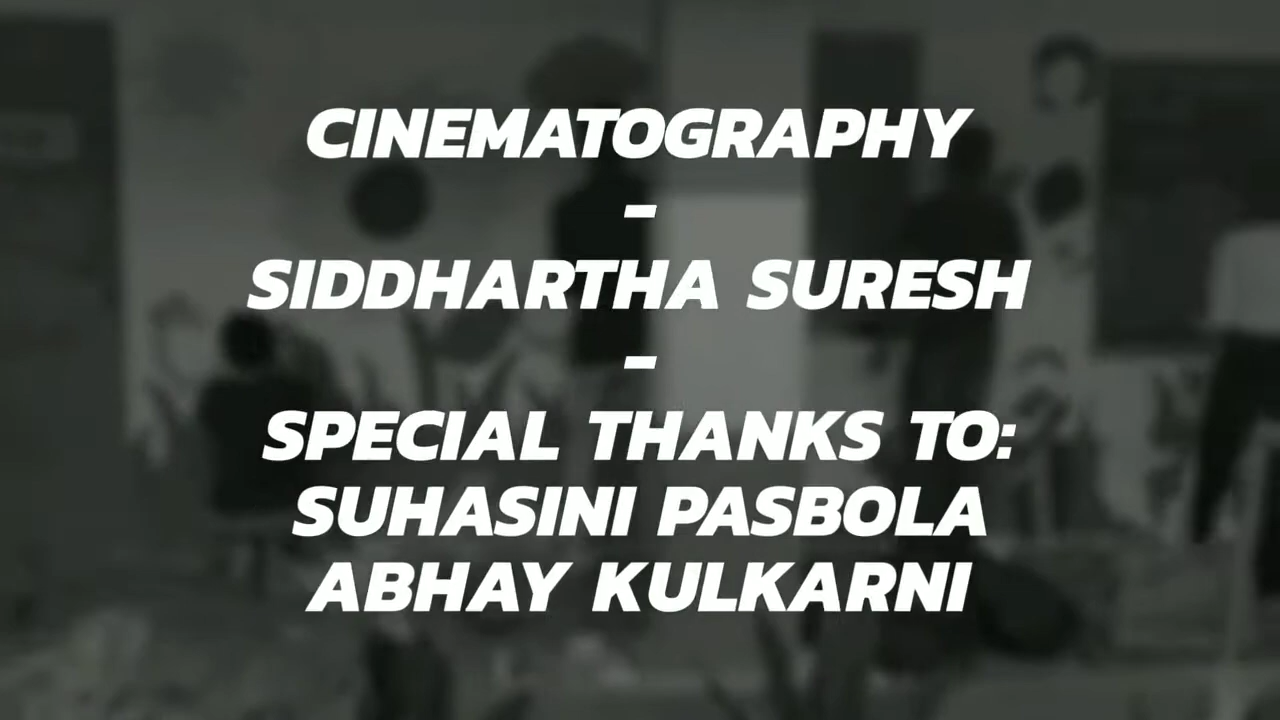 CINEMATOGRAPHY
-
SIDDHARTHA SURESH
-
SPECIAL THANKS TO:
SUHASINI PASBOLA
ABHAY KULKARNI